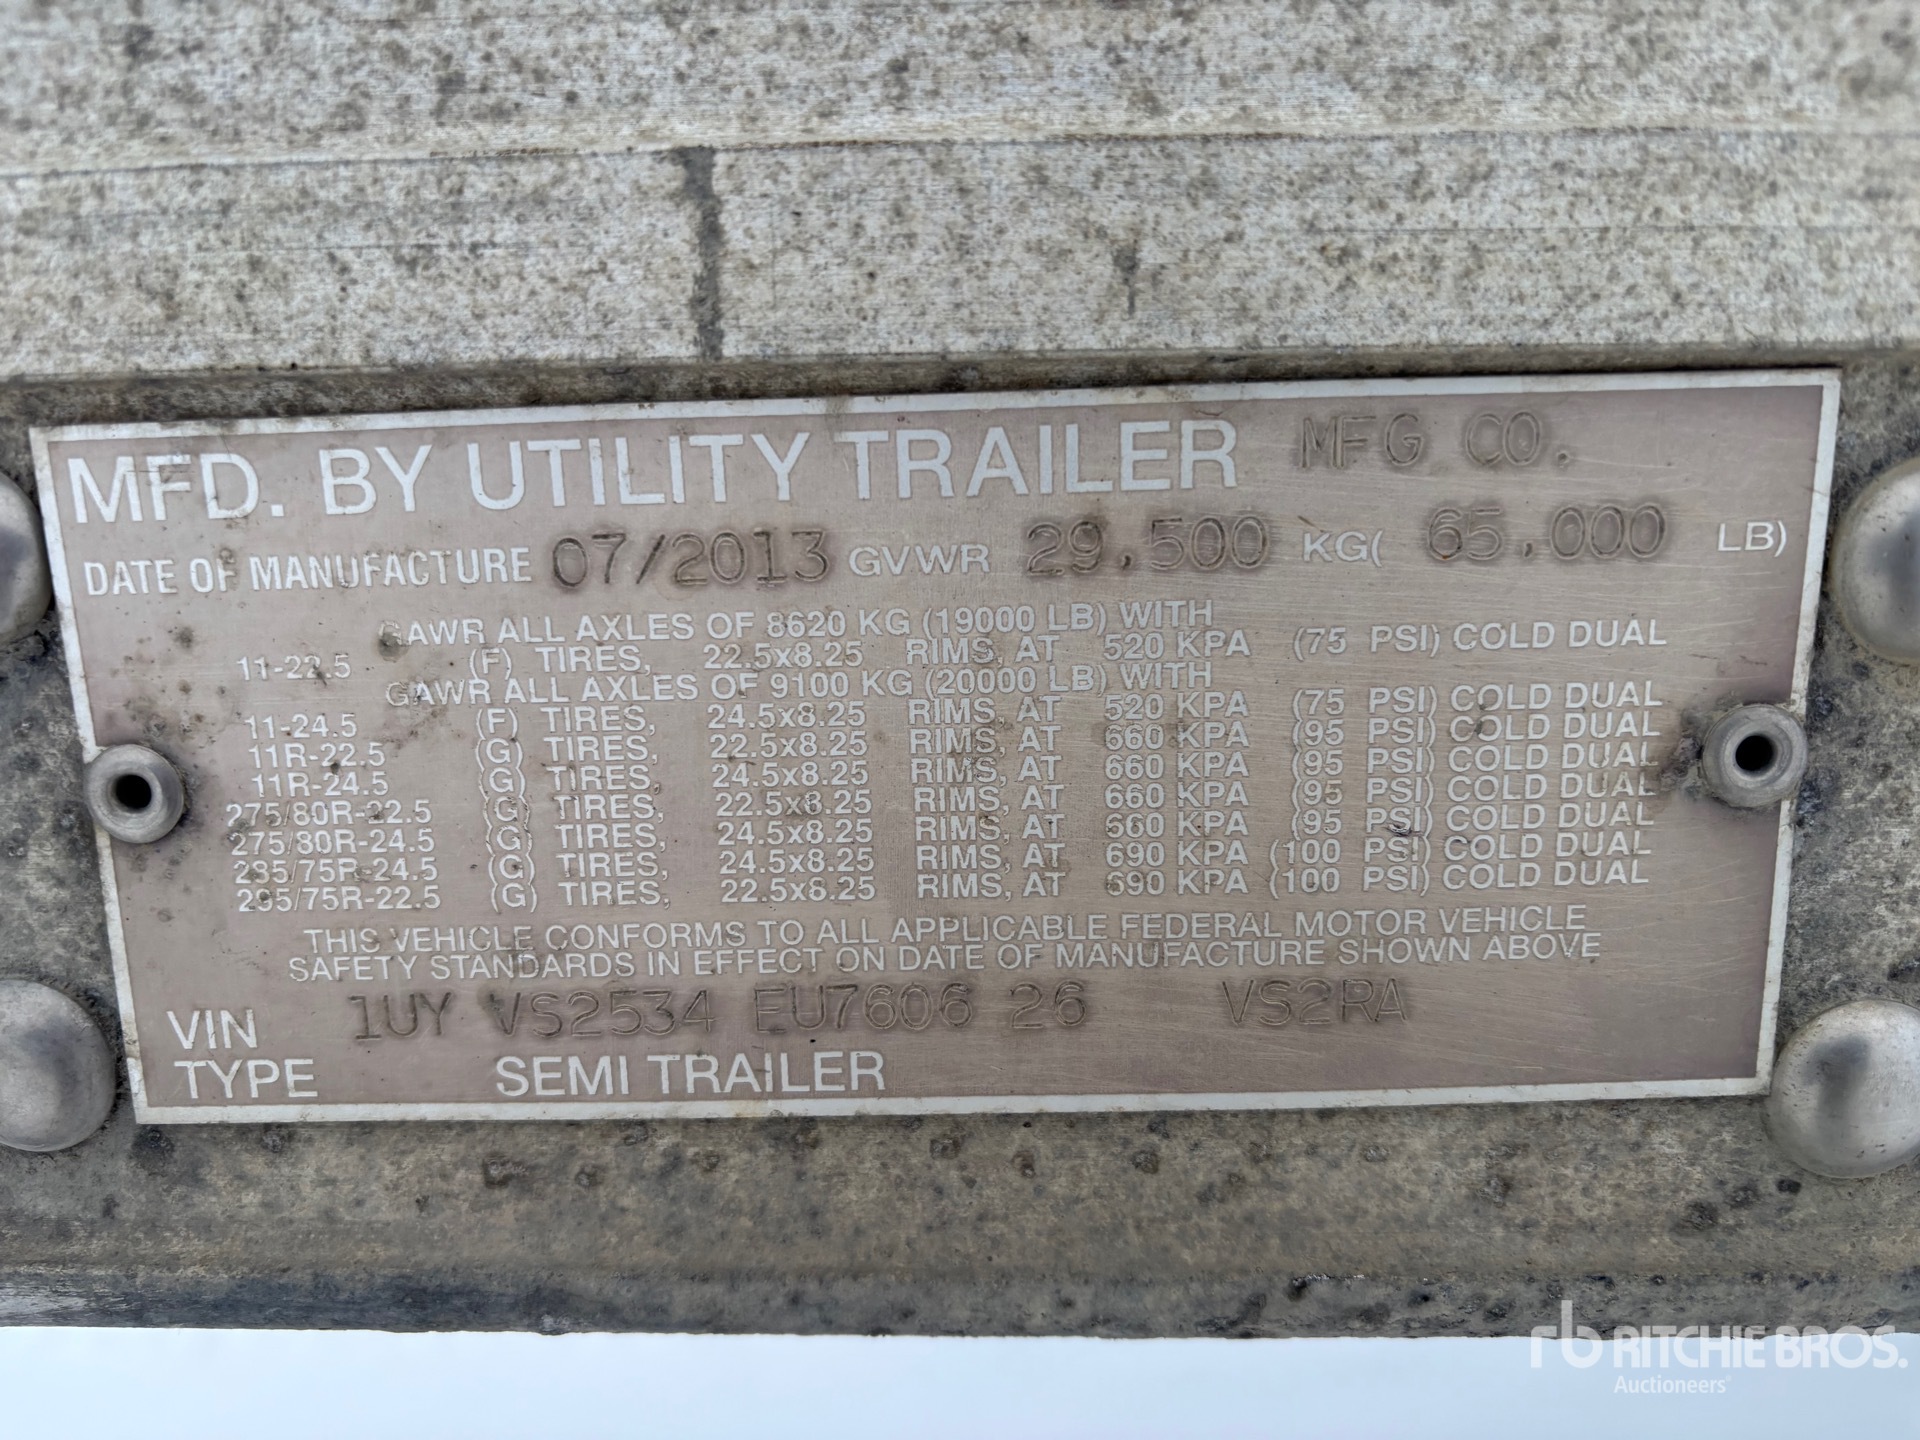 MFD. BY UTILITY TRAILER MFG CO.
DATE OF MANUFACTURE 07/2013 GVWR 29,500 KG( 65,000 LB)
GAWR ALL AXLES OF 8620 KG (19000 LB) WITH
11-22.5 (F) TIRES, 22.5x8.25 RIMS, AT 520 KPA (75 PSI) COLD DUAL
GAWR ALL AXLES OF 9100 KG (20000 LB) WITH
11-24.5 (F) TIRES, 24.5x8.25 RIMS, AT 520 KPA (75 PSI) COLD DUAL
11R-22.5 (G) TIRES, 22.5x8.25 RIMS, AT 660 KPA (95 PSI) COLD DUAL
11R-24.5 (G) TIRES, 24.5x8.25 RIMS, AT 660 KPA (95 PSI) COLD DUAL
275/80R-22.5 (G) TIRES, 22.5x8.25 RIMS, AT 660 KPA (95 PSI) COLD DUAL
275/80R-24.5 (G) TIRES, 24.5x8.25 RIMS, AT 660 KPA (95 PSI) COLD DUAL
285/75R-24.5 (G) TIRES, 24.5x8.25 RIMS, AT 690 KPA (100 PSI) COLD DUAL
295/75R-22.5 (G) TIRES, 22.5x8.25 RIMS, AT 690 KPA (100 PSI) COLD DUAL
THIS VEHICLE CONFORMS TO ALL APPLICABLE FEDERAL MOTOR VEHICLE
SAFETY STANDARDS IN EFFECT ON DATE OF MANUFACTURE SHOWN ABOVE
VIN 1UY VS2534 EU7606 26 VS2RA
TYPE SEMI TRAILER
rb RITCHIE BROS.
Auctioneers